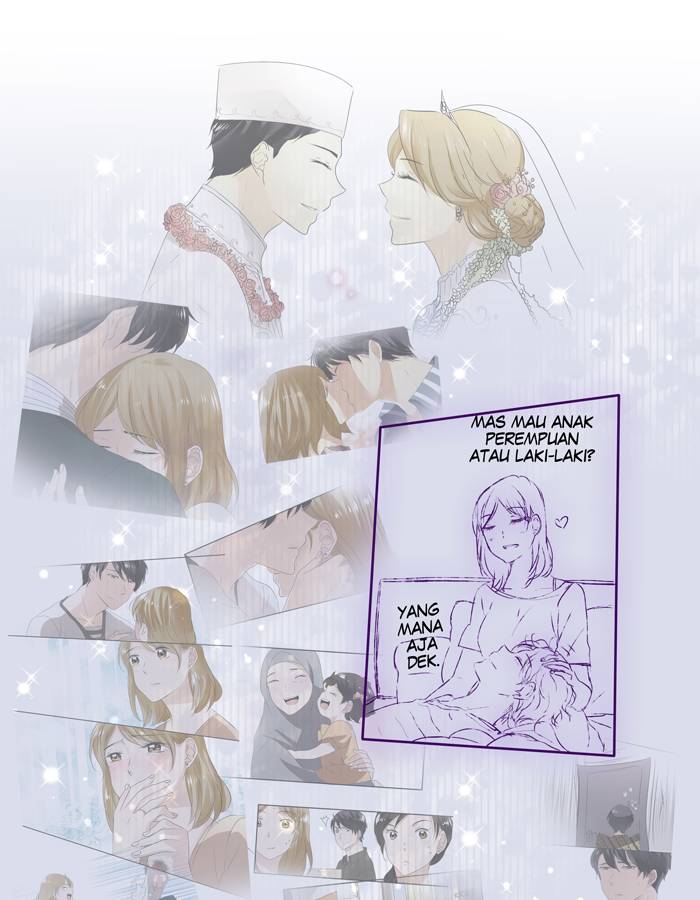 MAS MAU ANAK
PEREMPUAN
ATAU LAKI-LAKI?
YANG
MANA
AJA
DEK.